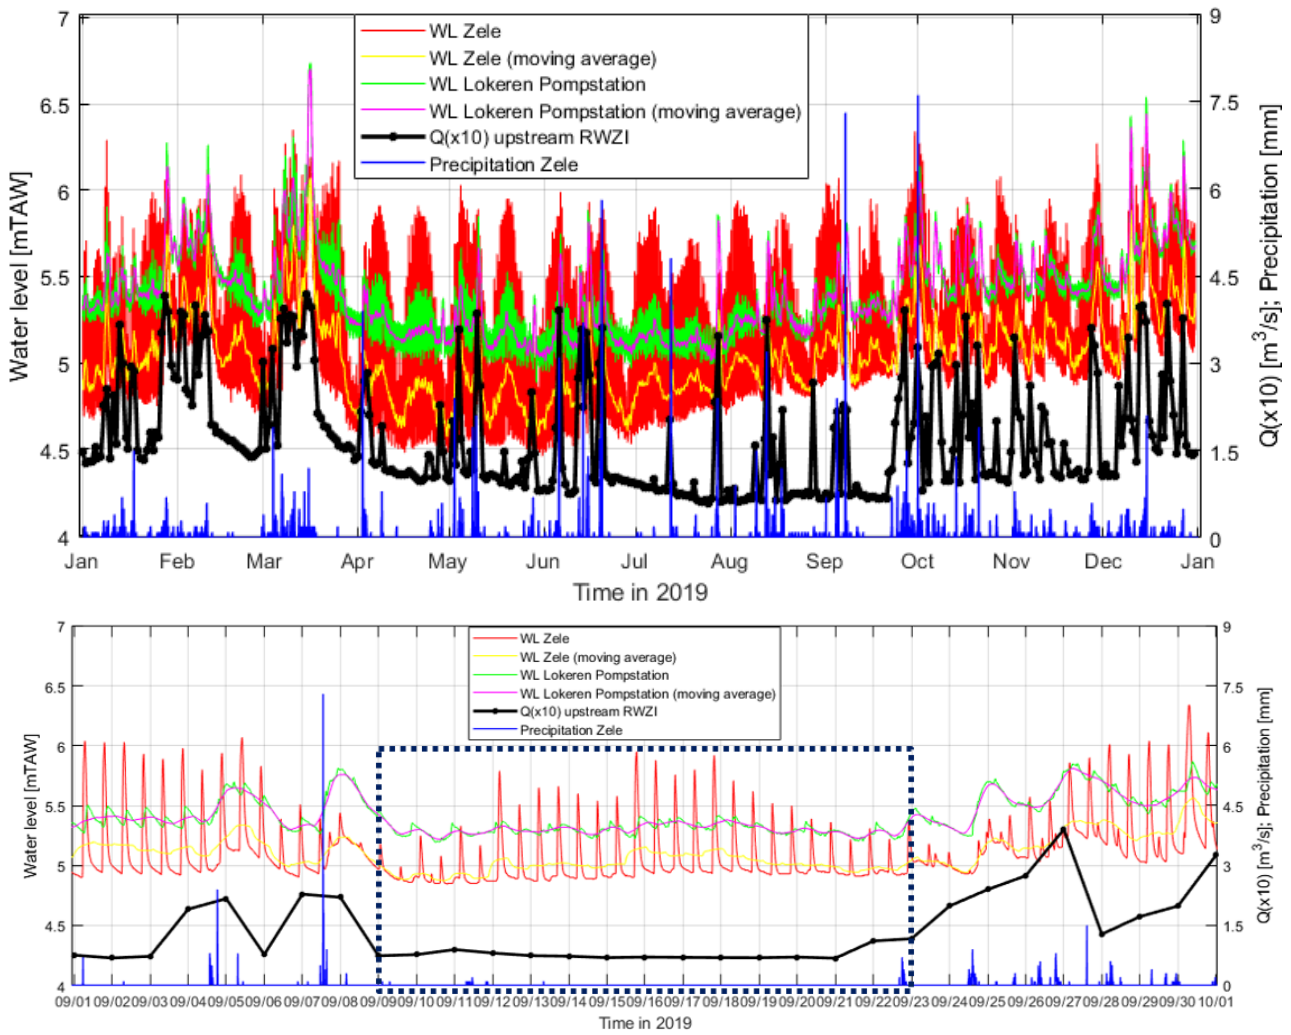 7
6.5
6
5.5
5
4.5
4
Water level [mTAW]
9
7.5
6
4.5
3
1.5
0
Q(x10) [m³/s]; Precipitation [mm]
WL Zele
WL Zele (moving average)
WL Lokeren Pompstation
WL Lokeren Pompstation (moving average)
Q(x10) upstream RWZI
Precipitation Zele
Jan Feb Mar Apr May Jun Jul Aug Sep Oct Nov Dec Jan
Time in 2019
7
6.5
6
5.5
5
4.5
4
Water level [mTAW]
9
7.5
6
4.5
3
1.5
0
Q(x10) [m³/s]; Precipitation [mm]
WL Zele
WL Zele (moving average)
WL Lokeren Pompstation
WL Lokeren Pompstation (moving average)
Q(x10) upstream RWZI
Precipitation Zele
09/01 09/02 09/03 09/04 09/05 09/06 09/07 09/08 09/09 09/10 09/11 09/12 09/13 09/14 09/15 09/16 09/17 09/18 09/19 09/20 09/21 09/22 09/23 09/24 09/25 09/26 09/27 09/28 09/29 09/30 10/01
Time in 2019